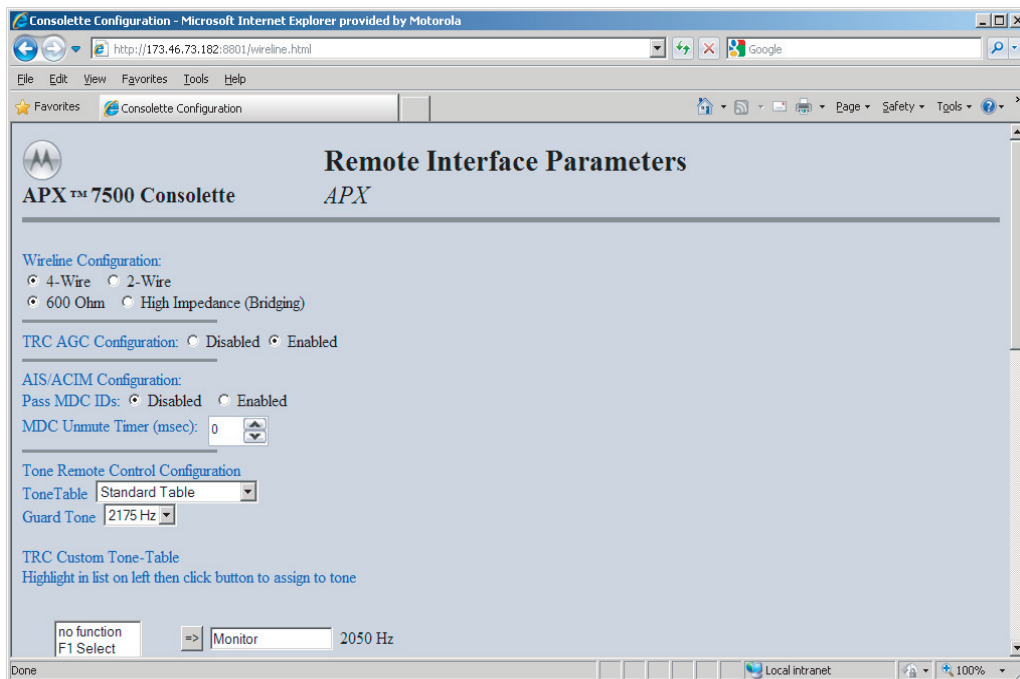 Consolette Configuration - Microsoft Internet Explorer provided by Motorola
http://173.46.73.182:8801/wireline.html
Google
File Edit View Favorites Tools Help
Favorites Consolette Configuration Page Safety Tools
APX™ 7500 Consolette
Remote Interface Parameters
APX
Wireline Configuration:
4-Wire 2-Wire
600 Ohm High Impedance (Bridging)
TRC AGC Configuration: Disabled Enabled
AIS/ACIM Configuration:
Pass MDC IDs: Disabled Enabled
MDC Unmute Timer (msec): 0
Tone Remote Control Configuration
ToneTable Standard Table
Guard Tone 2175 Hz
TRC Custom Tone-Table
Highlight in list on left then click button to assign to tone
no function
F1 Select
=> Monitor 2050 Hz
Done Local intranet 100%